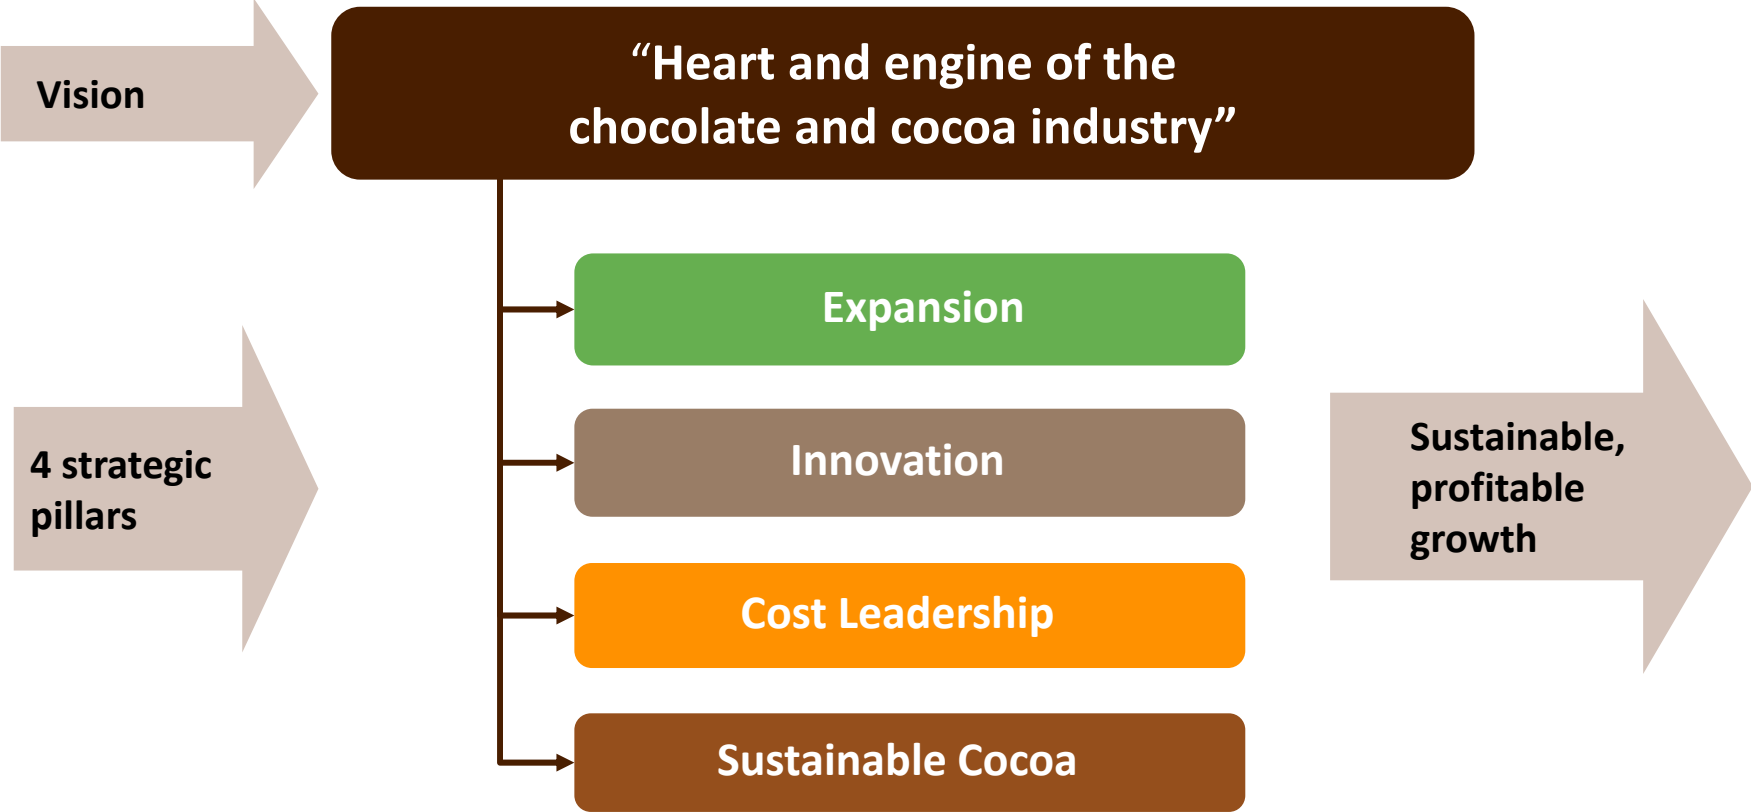 Vision
“Heart and engine of the
chocolate and cocoa industry”
4 strategic
pillars
Expansion
Innovation
Cost Leadership
Sustainable Cocoa
Sustainable,
profitable
growth